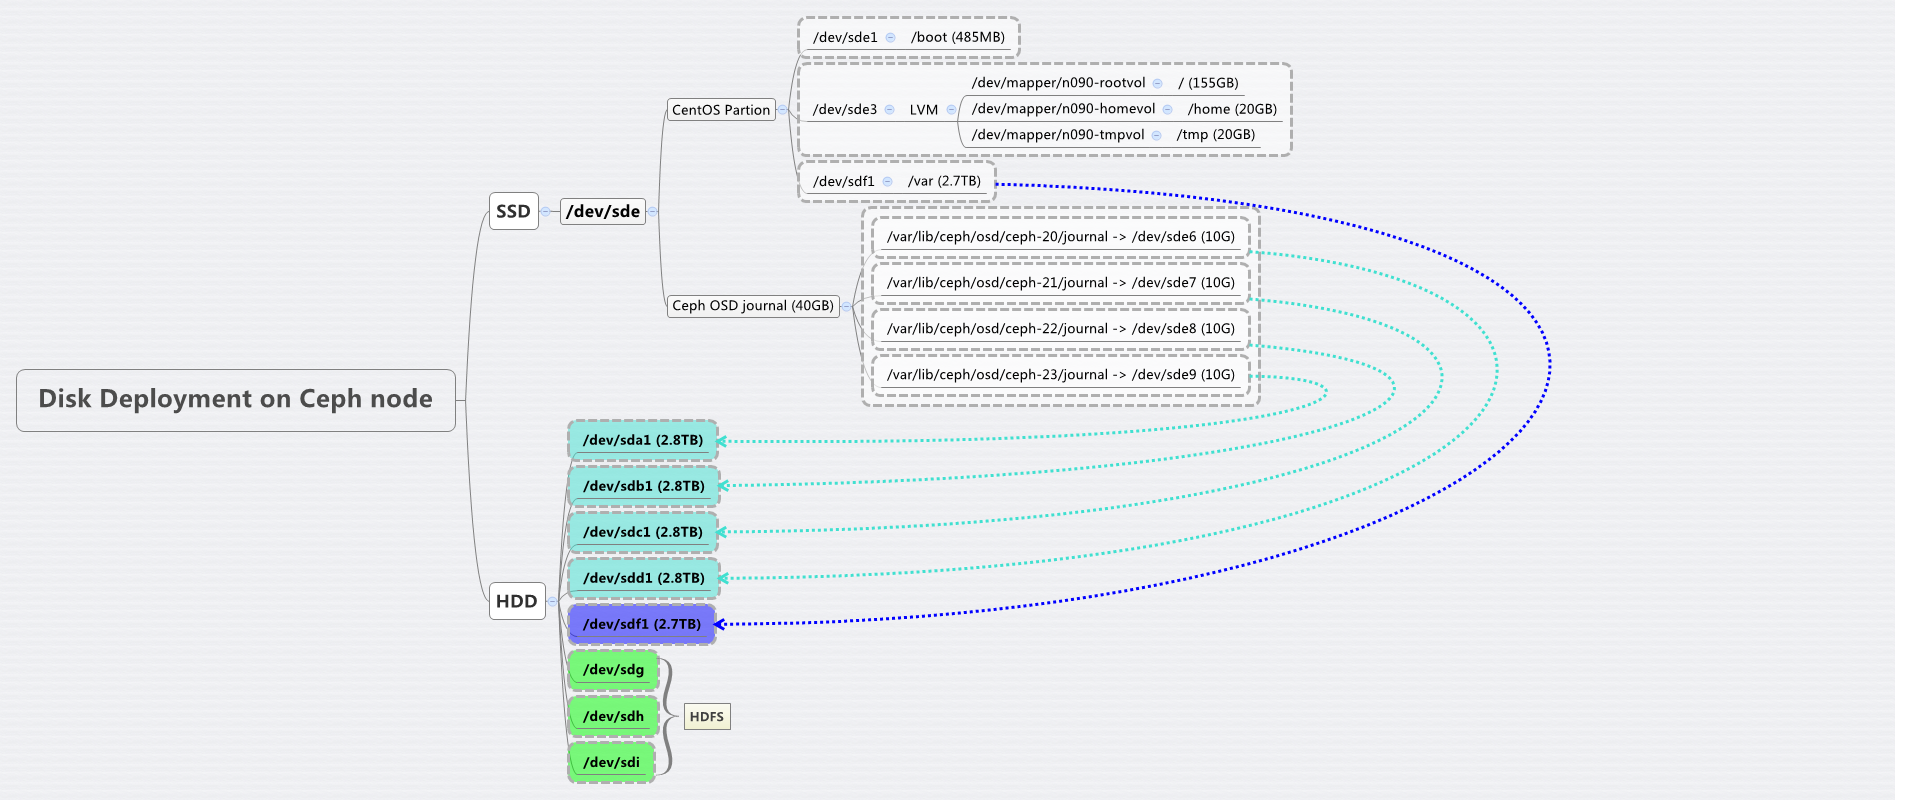 Disk Deployment on Ceph node
SSD
/dev/sde
CentOS Partion
/dev/sde1 /boot (485MB)
/dev/sde3 LVM
/dev/mapper/n090-rootvol / (155GB)
/dev/mapper/n090-homevol /home (20GB)
/dev/mapper/n090-tmpvol /tmp (20GB)
/dev/sdf1 /var (2.7TB)
Ceph OSD journal (40GB)
/var/lib/ceph/osd/ceph-20/journal -> /dev/sde6 (10G)
/var/lib/ceph/osd/ceph-21/journal -> /dev/sde7 (10G)
/var/lib/ceph/osd/ceph-22/journal -> /dev/sde8 (10G)
/var/lib/ceph/osd/ceph-23/journal -> /dev/sde9 (10G)
HDD
/dev/sda1 (2.8TB)
/dev/sdb1 (2.8TB)
/dev/sdc1 (2.8TB)
/dev/sdd1 (2.8TB)
/dev/sdf1 (2.7TB)
/dev/sdg
/dev/sdh
/dev/sdi
HDFS